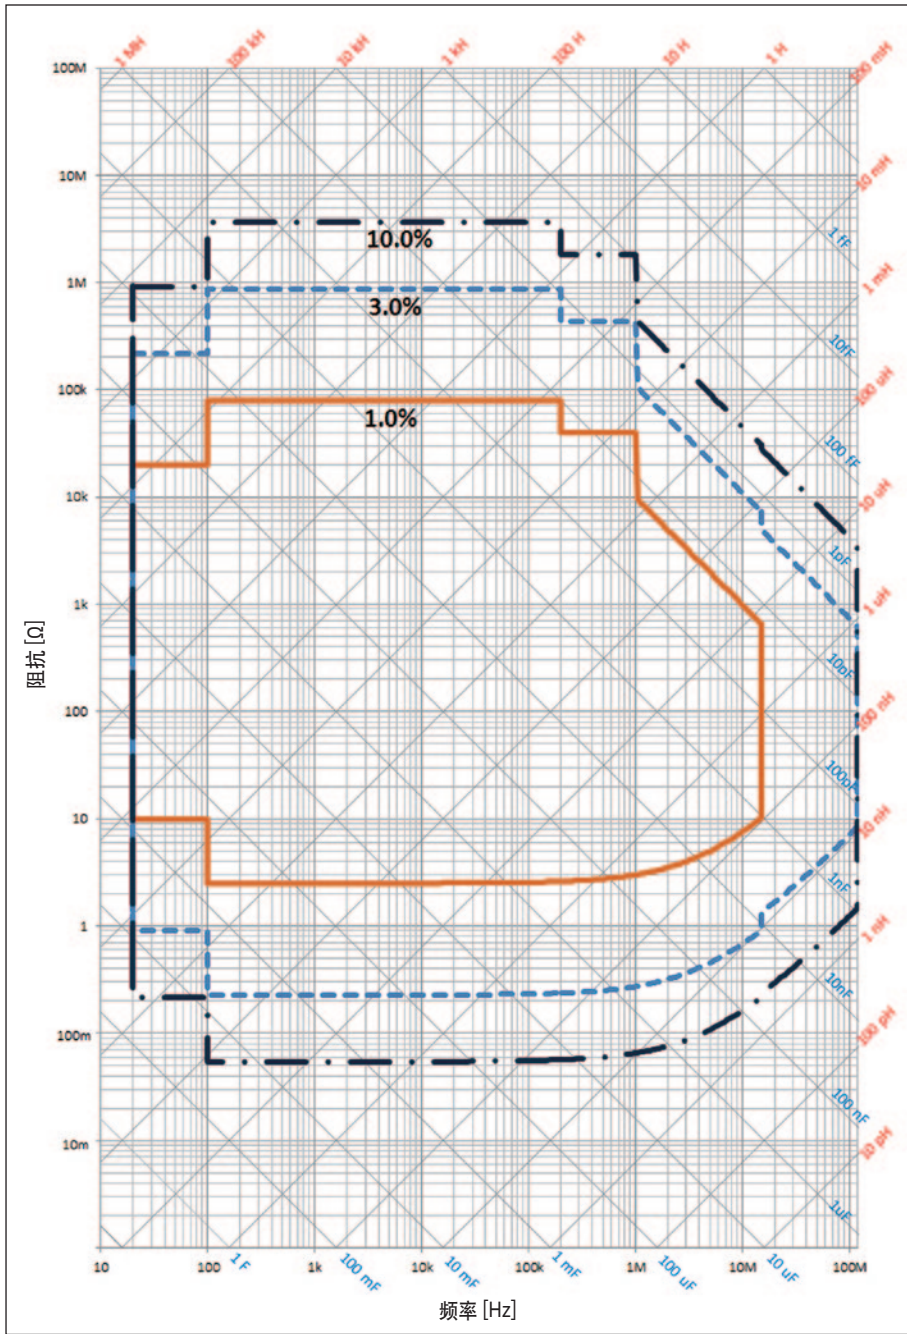 1 MH
100 kH
10 kH
1 kH
100 H
10 H
1 H
100 mH
100M
10M
10 mH
1 fF
10.0%
1M
1 mH
3.0%
10fF
100k
100 uH
1.0%
100 fF
10k
10 uH
1pF
1k
1 uH
10pF
阻抗 [Ω]
100
100 nH
100pF
10
10 nH
1nF
1
1 nH
10nF
100m
100 pH
100 nF
10m
10 pH
1uF
10
100
1 F
1k
100 mF
10k
10 mF
100k
1 mF
1M
100 uF
10M
10 uF
100M
频率 [Hz]